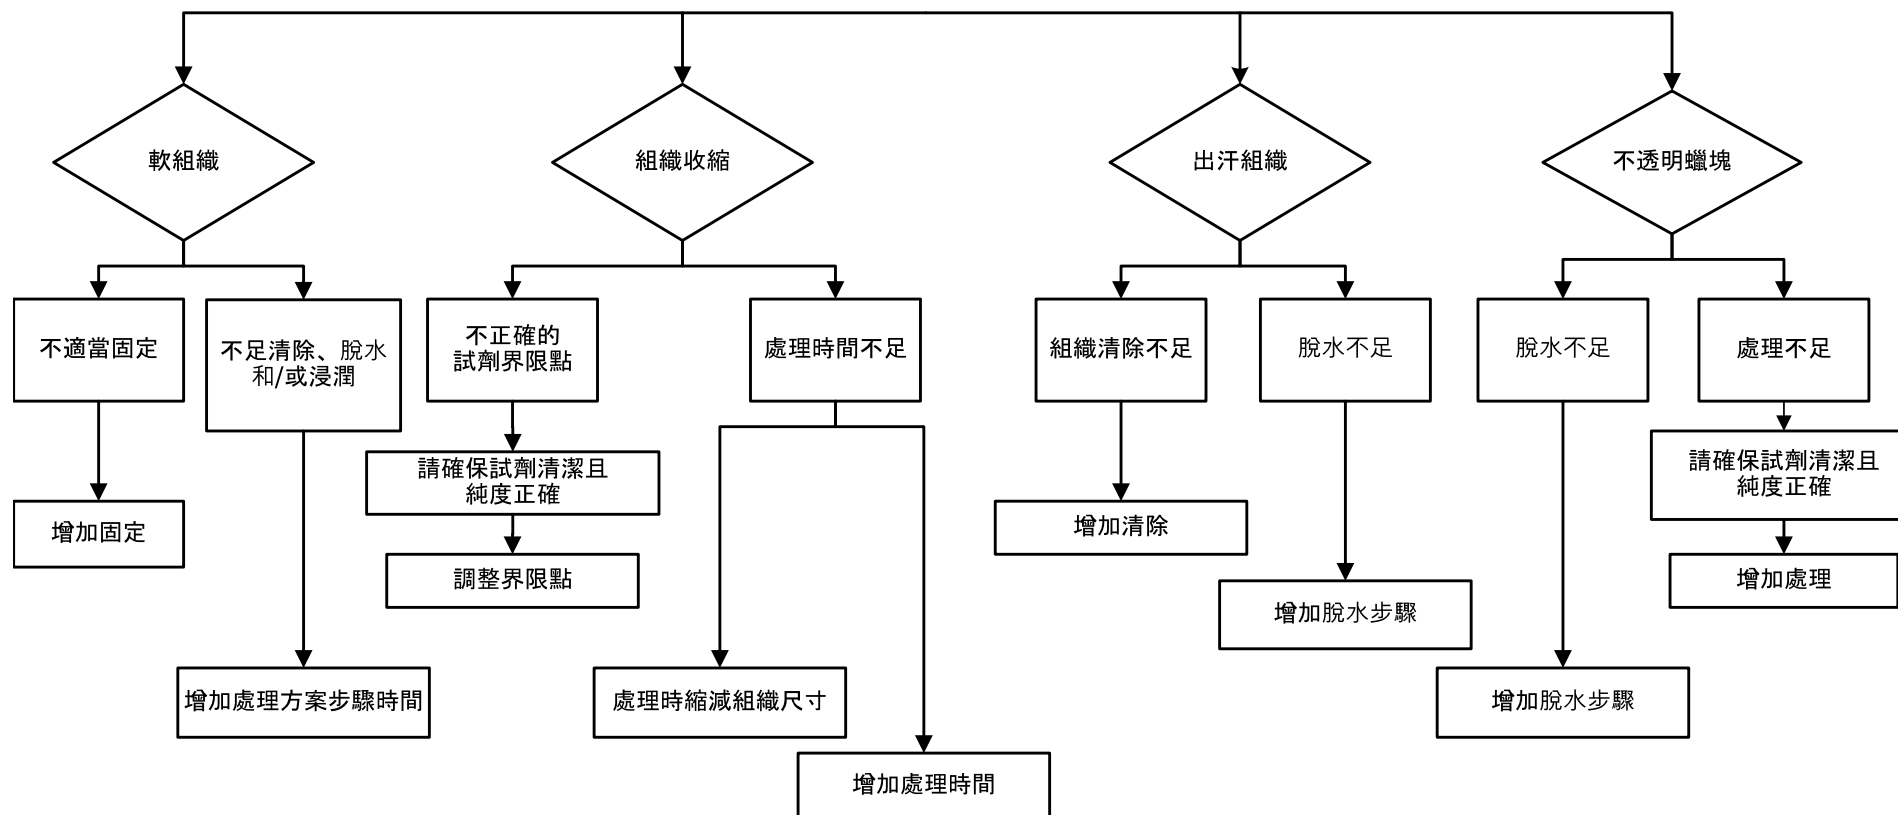 軟組織
組織收縮
出汗組織
不透明蠟塊
不適當固定
不足清除、脫水
和/或浸潤
不正確的
試劑界限點
處理時間不足
組織清除不足
脫水不足
脫水不足
處理不足
請確保試劑清潔且
純度正確
請確保試劑清潔且
純度正確
增加固定
增加清除
調整界限點
增加處理
增加脫水步驟
增加處理方案步驟時間
處理時縮減組織尺寸
增加脫水步驟
增加處理時間